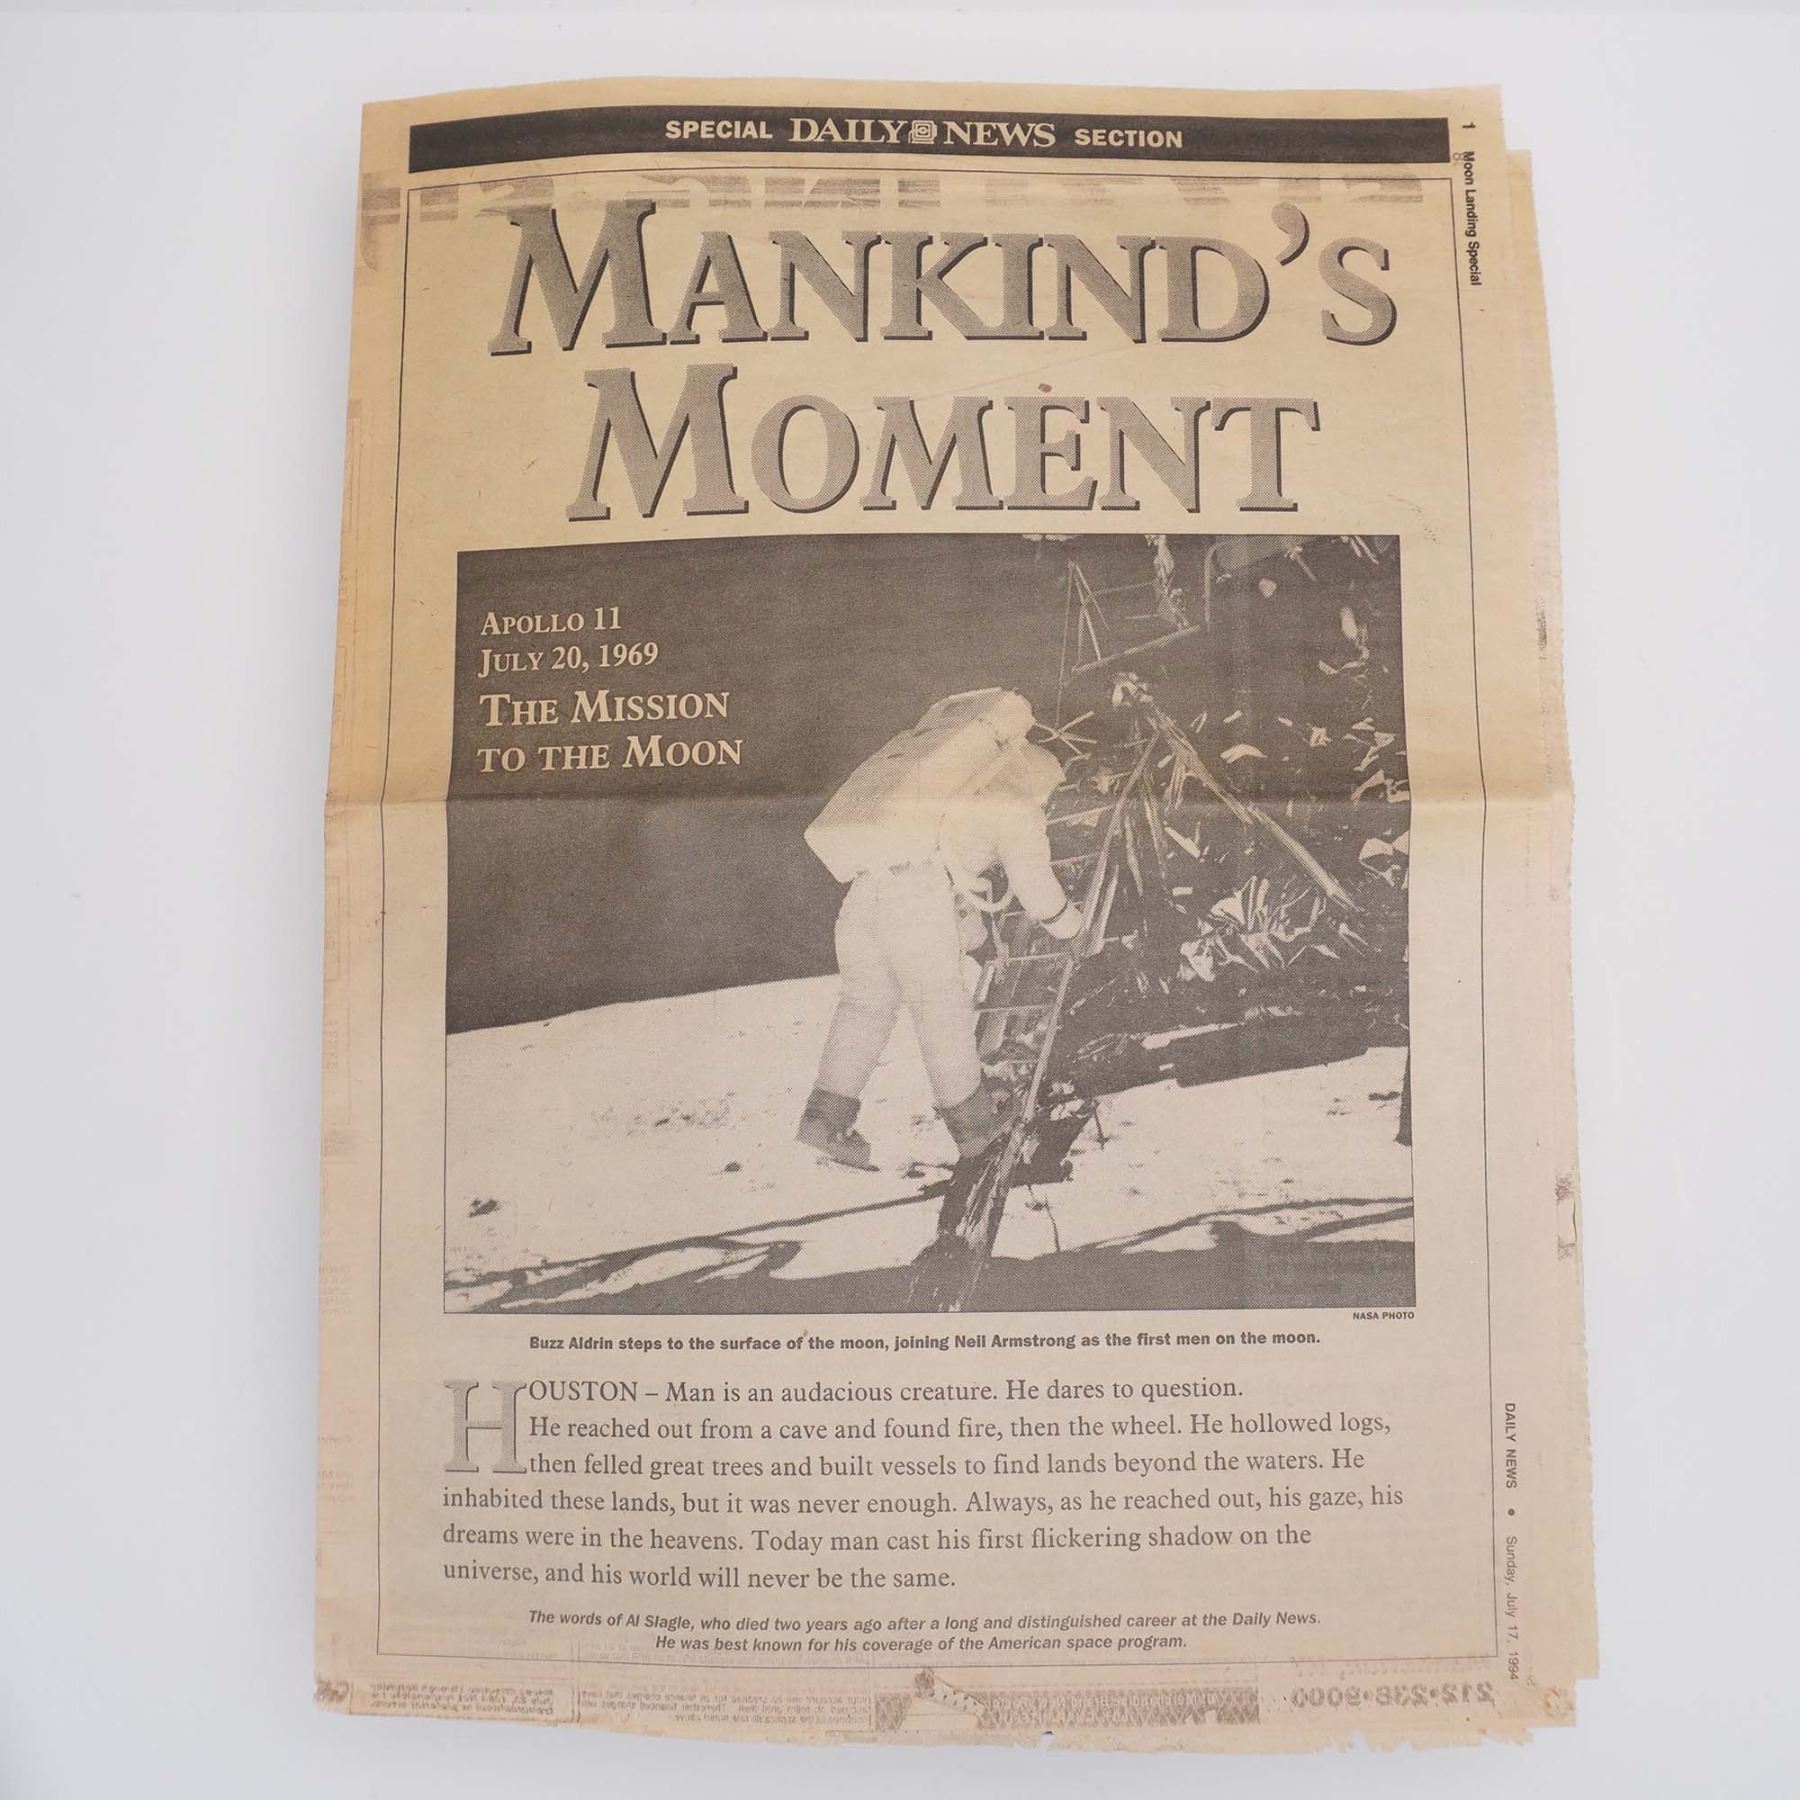 SPECIAL DAILY NEWS SECTION
1 Moon Landing Special
MANKIND'S
MOMENT
APOLLO 11
JULY 20, 1969
THE MISSION
TO THE MOON
NASA PHOTO
Buzz Aldrin steps to the surface of the moon, joining Neil Armstrong as the first men on the moon.
HOUSTON – Man is an audacious creature. He dares to question.
He reached out from a cave and found fire, then the wheel. He hollowed logs,
then felled great trees and built vessels to find lands beyond the waters. He
inhabited these lands, but it was never enough. Always, as he reached out, his gaze, his
dreams were in the heavens. Today man cast his first flickering shadow on the
universe, and his world will never be the same.
The words of Al Slagle, who died two years ago after a long and distinguished career at the Daily News.
He was best known for his coverage of the American space program.
DAILY NEWS • Sunday, July 17, 1994